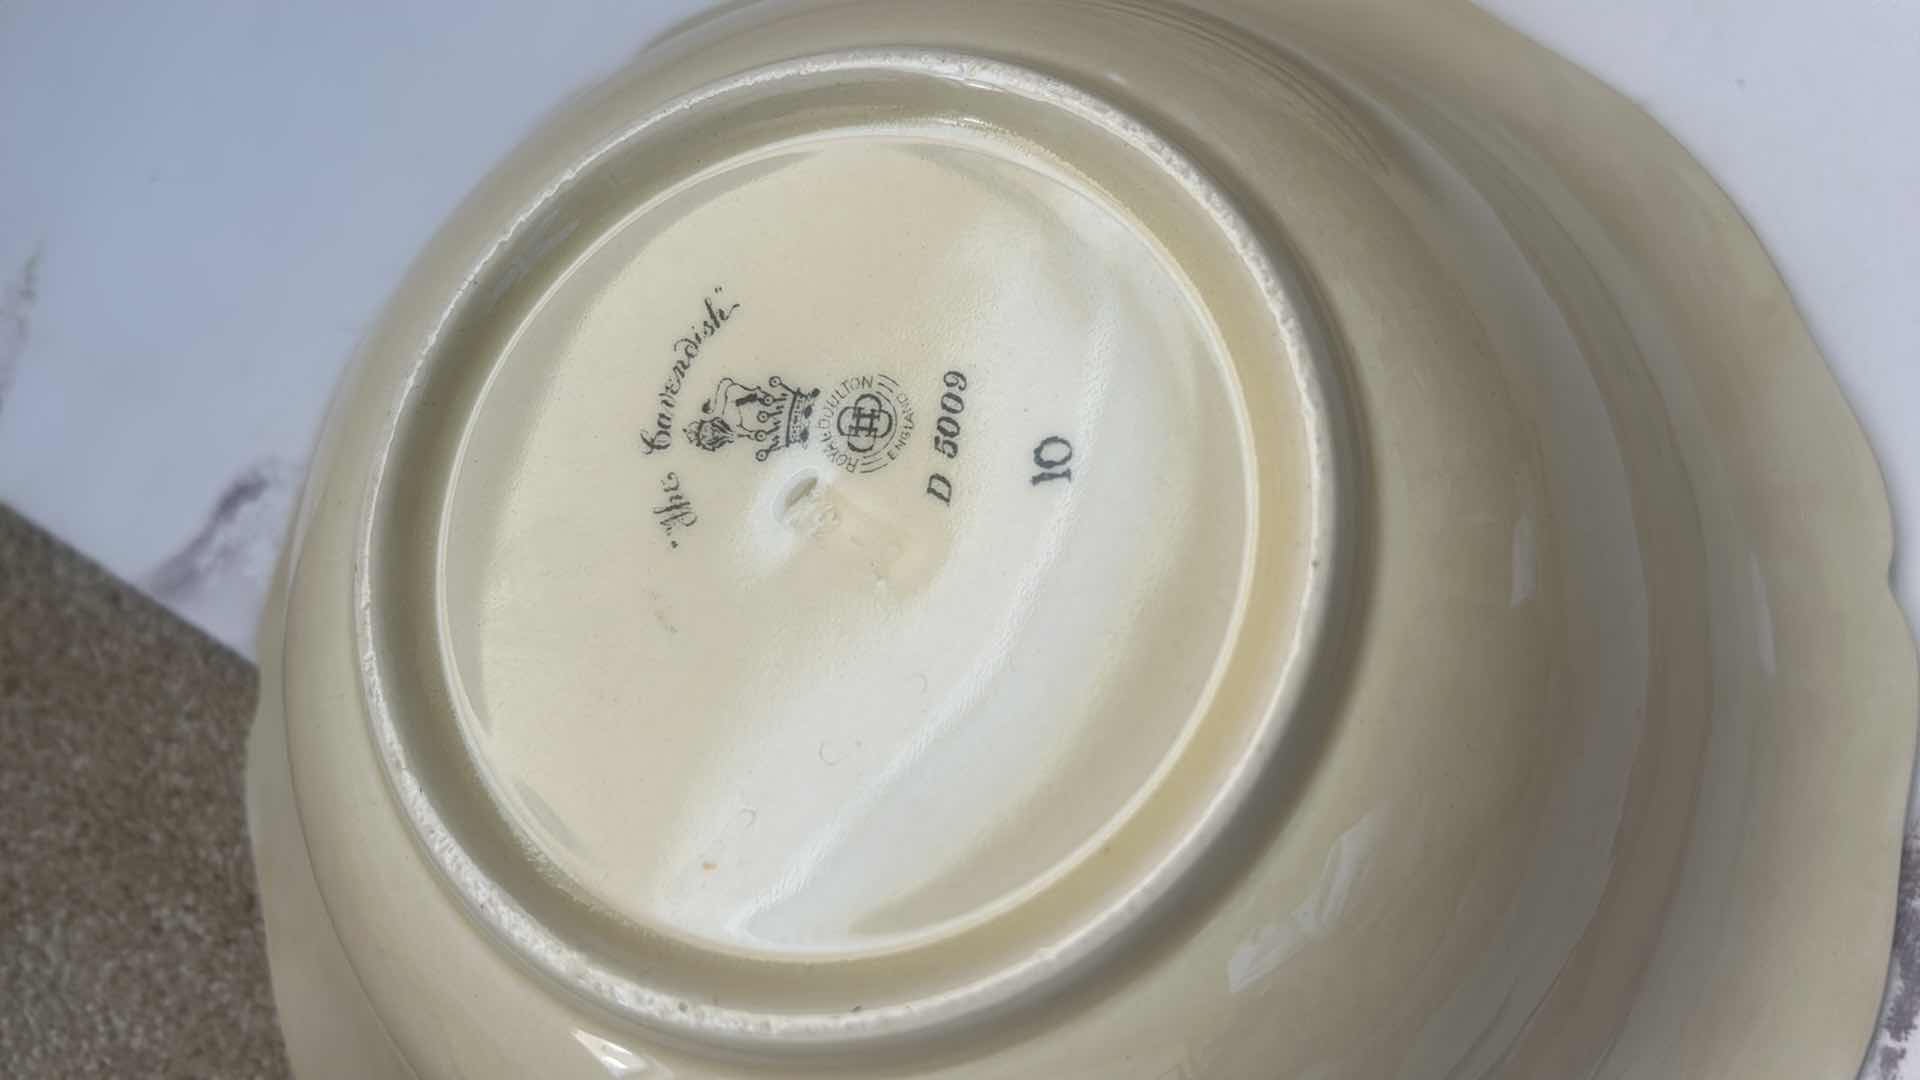 "The Cavendish"
ROYAL DOULTON
ENGLAND
D 5009
10